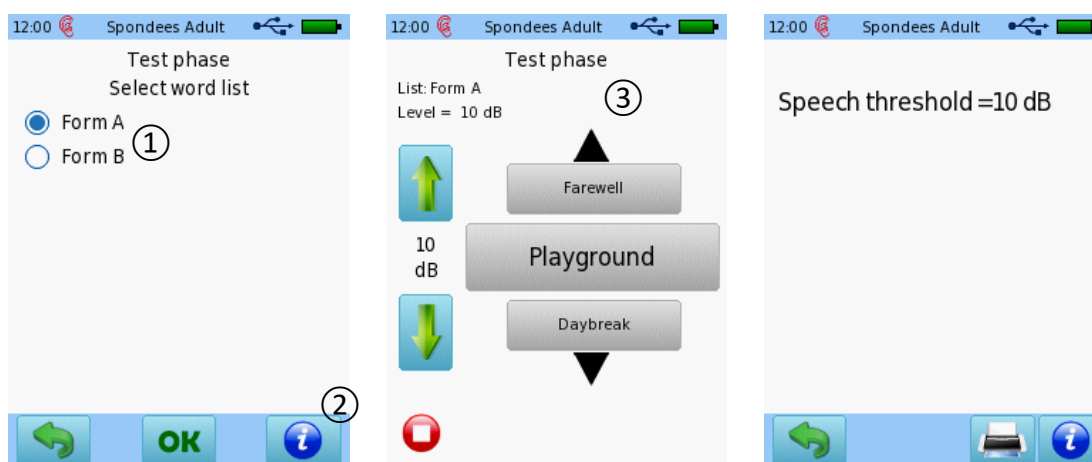 12:00 Spondees Adult
Test phase
Select word list
Form A
Form B
①
②
OK
i
12:00 Spondees Adult
Test phase
List: Form A
Level = 10 dB
③
Farewell
10
dB
Playground
Daybreak
12:00 Spondees Adult
Speech threshold =10 dB
i